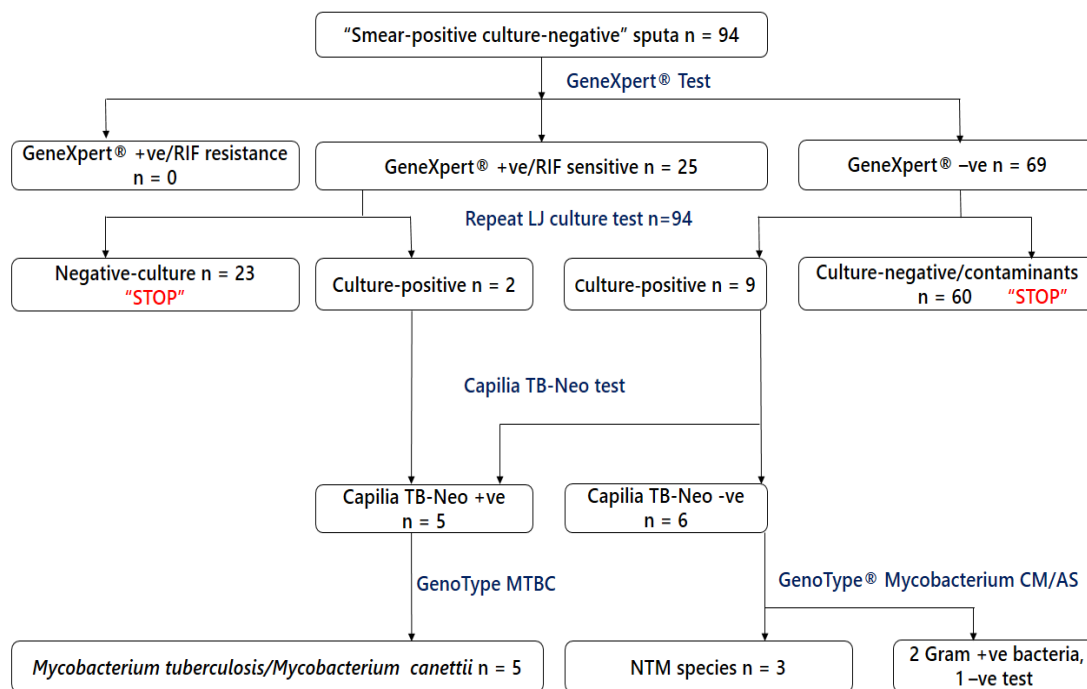 “Smear-positive culture-negative” sputa n = 94
GeneXpert® Test
GeneXpert® +ve/RIF resistance
n = 0
GeneXpert® +ve/RIF sensitive n = 25
GeneXpert® –ve n = 69
Repeat LJ culture test n=94
Negative-culture n = 23
“STOP”
Culture-positive n = 2
culture-positive n = 9
Culture-negative/contaminants
n = 60 “STOP”
Capilia TB-Neo test
Capilia TB-Neo +ve
n = 5
Capilia TB-Neo -ve
n = 6
GenoType MTBC
GenoType® Mycobacterium CM/AS
Mycobacterium tuberculosis/Mycobacterium canettii n = 5
NTM species n = 3
2 Gram +ve bacteria,
1 –ve test